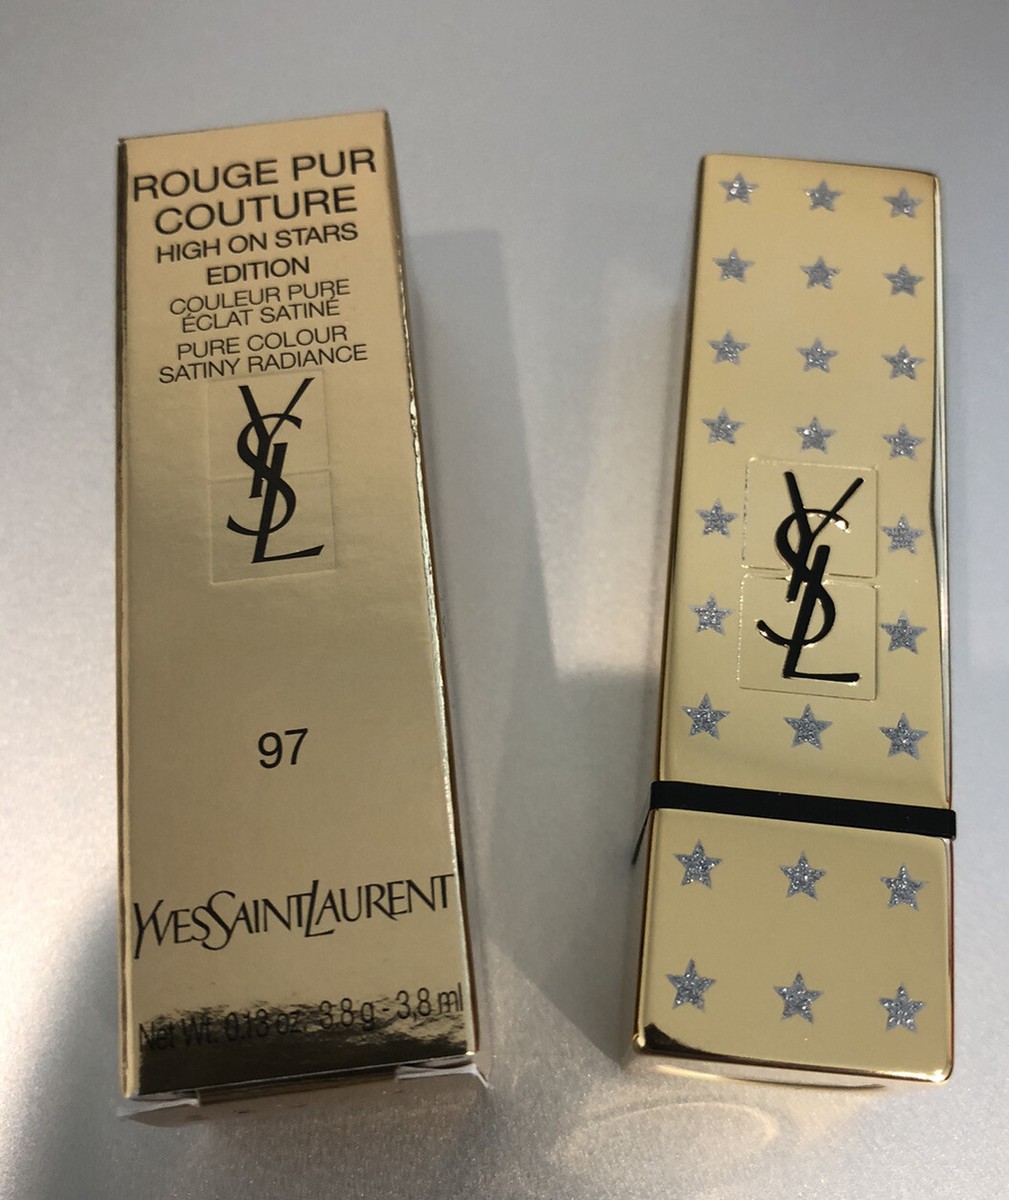 ROUGE PUR
COUTURE
HIGH ON STARS
EDITION
COULEUR PURE
ÉCLAT SATINÉ
PURE COLOUR
SATINY RADIANCE
YSL
97
YVESSAINTLAURENT
Net Wt. 0.13 oz. 3.8 g - 3,8 ml
YSL